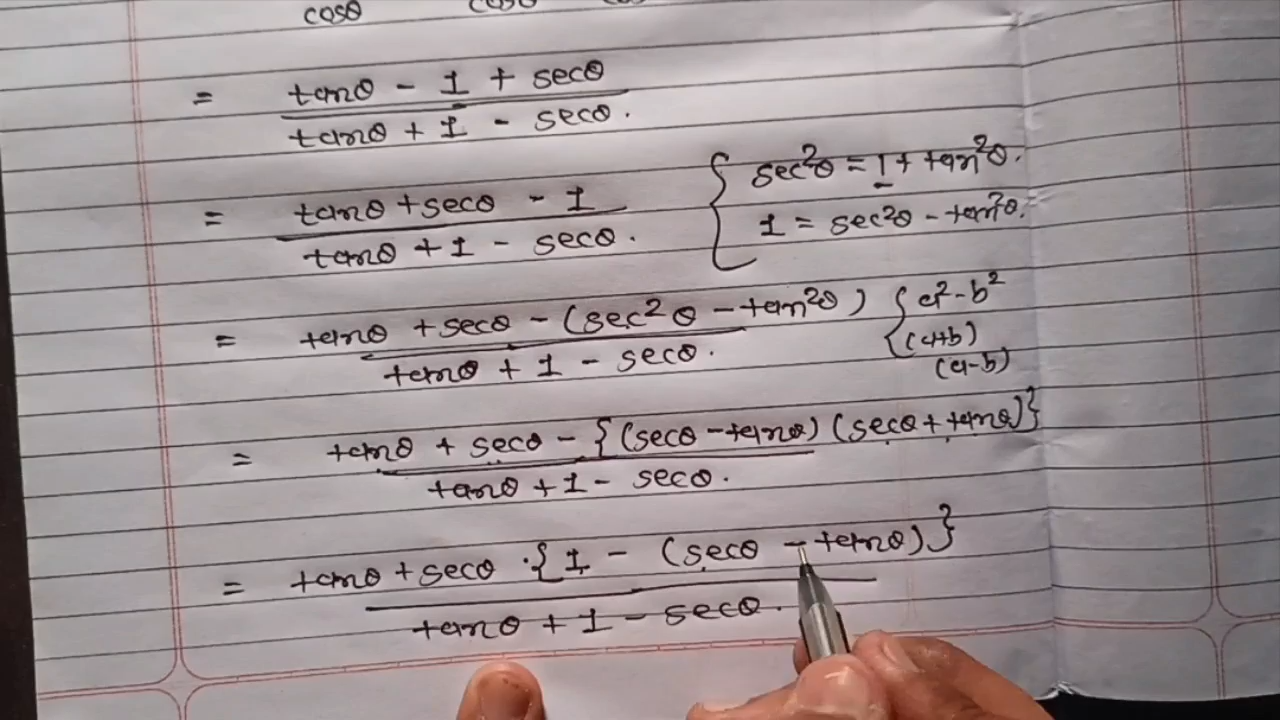 cosθ
= tanθ - 1 + secθ
tanθ + 1 - secθ.
= tanθ + secθ - 1
tanθ + 1 - secθ.
{ sec²θ = 1 + tan²θ.
1 = sec²θ - tan²θ.
= tanθ + secθ - (sec²θ - tan²θ)
tanθ + 1 - secθ.
{ a² - b²
(a+b)
(a-b)
= tanθ + secθ - {(secθ - tanθ) (secθ + tanθ)}
tanθ + 1 - secθ.
= tanθ + secθ · {1 - (secθ - tanθ)}
tanθ + 1 - secθ.